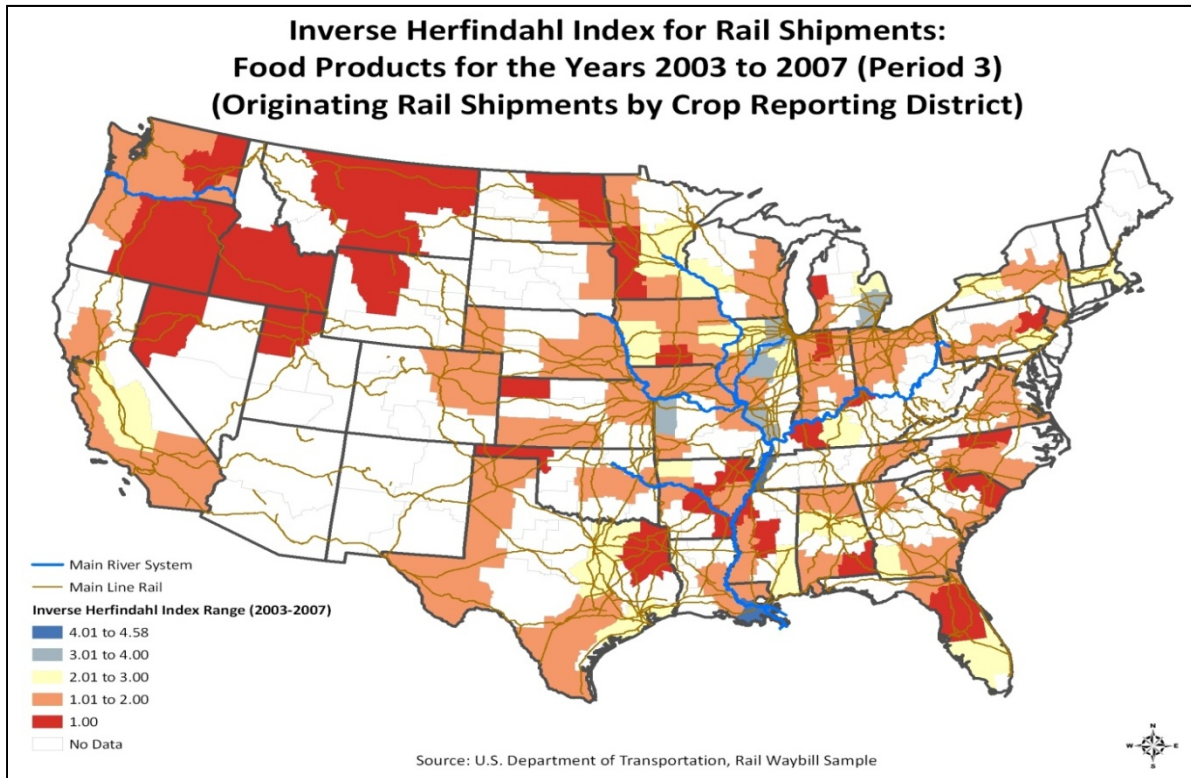 Inverse Herfindahl Index for Rail Shipments:
Food Products for the Years 2003 to 2007 (Period 3)
(Originating Rail Shipments by Crop Reporting District)
Main River System
Main Line Rail
Inverse Herfindahl Index Range (2003-2007)
4.01 to 4.58
3.01 to 4.00
2.01 to 3.00
1.01 to 2.00
1.00
No Data
Source: U.S. Department of Transportation, Rail Waybill Sample
N
W E
S